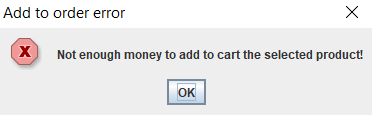 Add to order error
Not enough money to add to cart the selected product!
OK